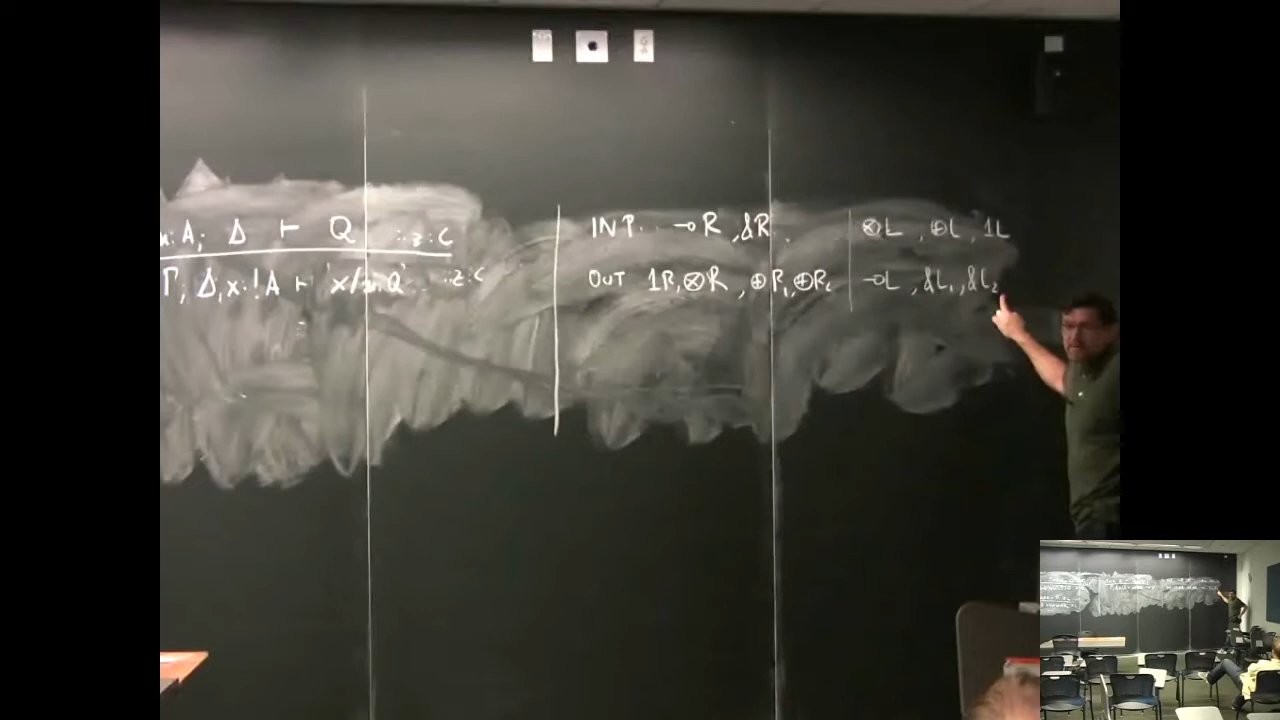 u:A; Δ ⊢ Q :: z:C
Γ, Δ, x:!A ⊢ x/u.Q :: z:C
INP. ⊸R, &R, ⊗L, ⊕L, 1L
OUT 1R, ⊗R, ⊕R₁, ⊕R₂ ⊸L, &L₁, &L₂